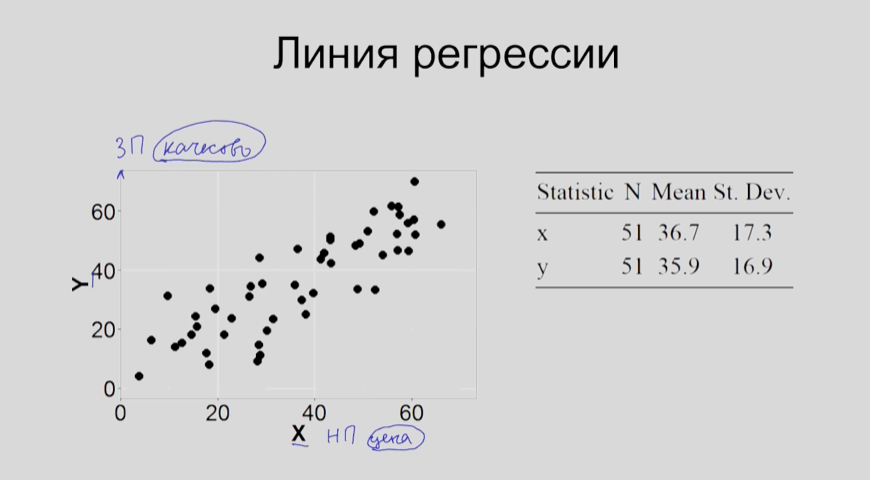 Линия регрессии
ЗП качесво
60
40
20
0
Y
0 20 40 60
X НП цена
Statistic N Mean St. Dev.
x 51 36.7 17.3
y 51 35.9 16.9